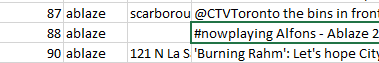 87 ablaze scarborou @CTVToronto the bins in front
88 ablaze #nowplaying Alfons - Ablaze 2
90 ablaze 121 N La S 'Burning Rahm': Let's hope City